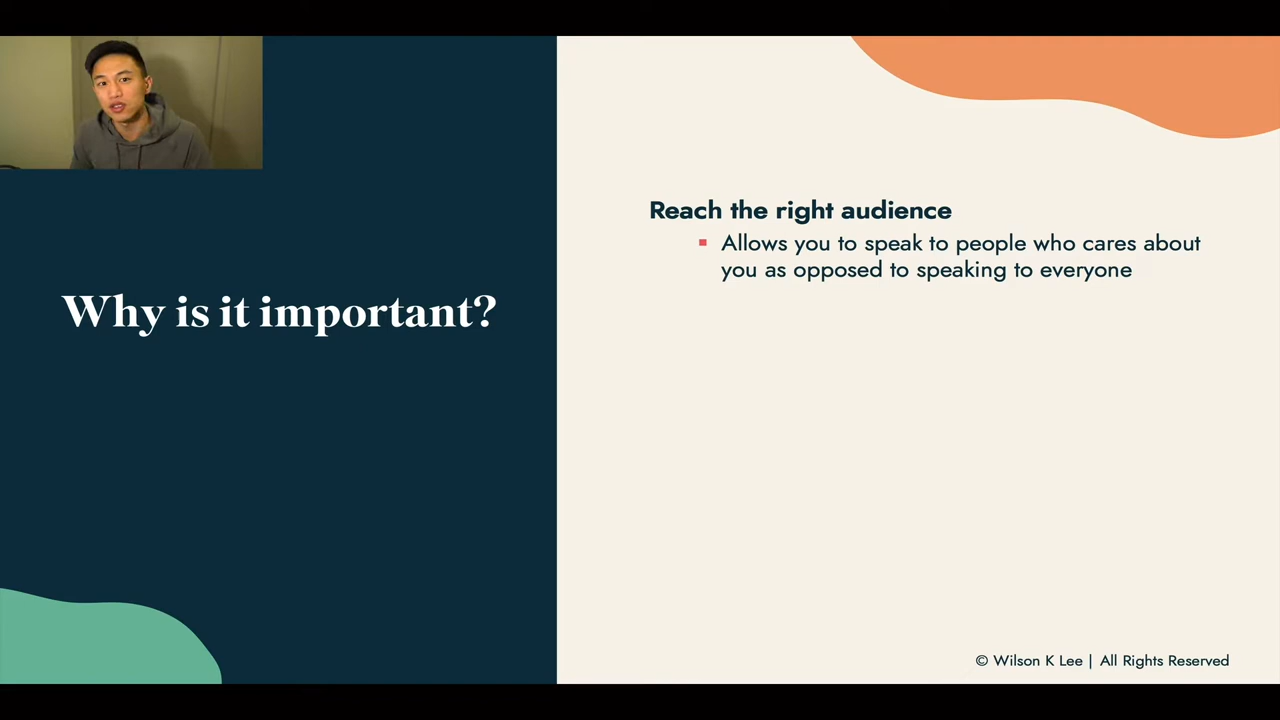 Why is it important?
Reach the right audience
Allows you to speak to people who cares about
you as opposed to speaking to everyone
© Wilson K Lee | All Rights Reserved